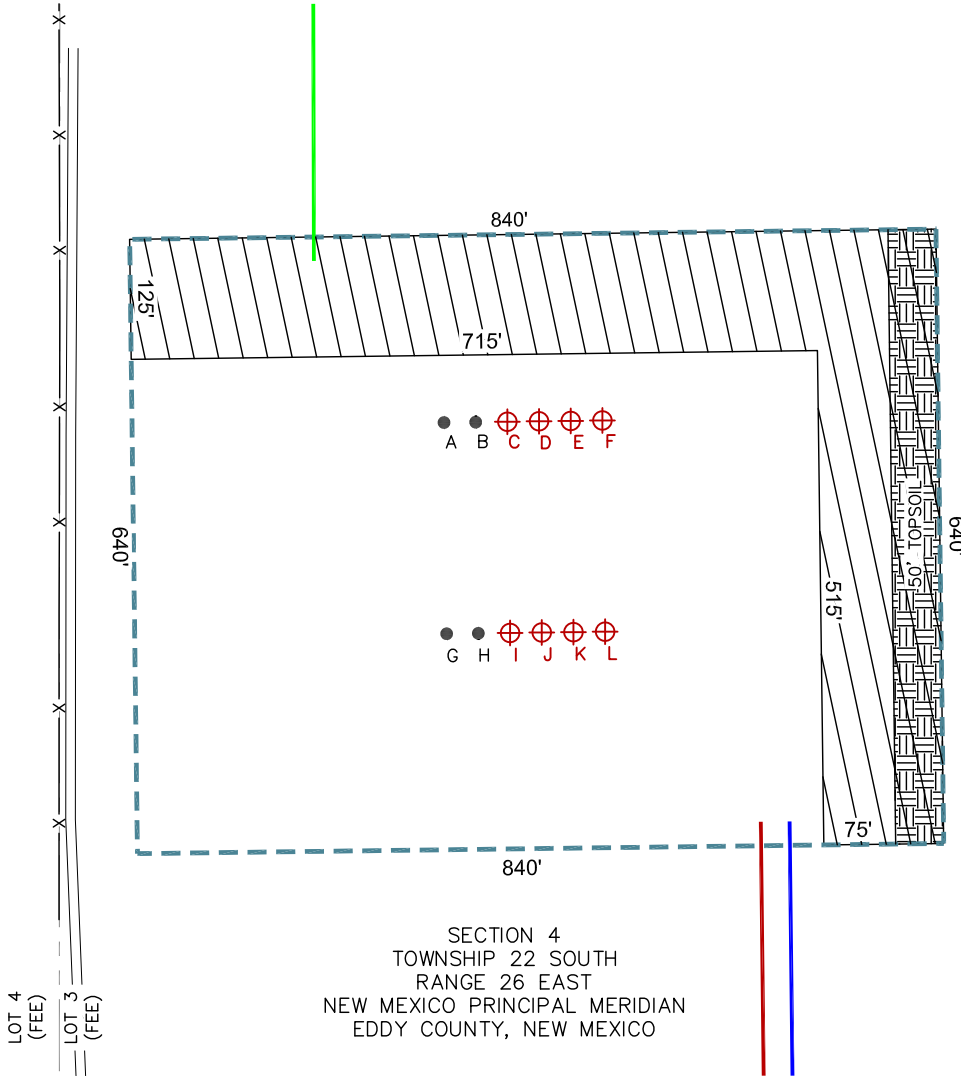 840'
125'
715'
A B C D E F
640'
50' TOPSOIL
640'
515'
G H I J K L
75'
840'
SECTION 4
TOWNSHIP 22 SOUTH
RANGE 26 EAST
NEW MEXICO PRINCIPAL MERIDIAN
EDDY COUNTY, NEW MEXICO
LOT 4
(FEE)
LOT 3
(FEE)